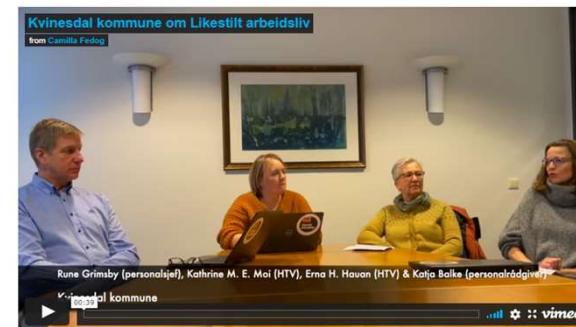 Kvinesdal kommune om Likestilt arbeidsliv
from Camilla Fedog
Rune Grimsby (personalsjef), Kathrine M. E. Moi (HTV), Erna H. Hauan (HTV) & Katja Balke (personalrådgiver)
Kvinesdal kommune
00:39
vimeo